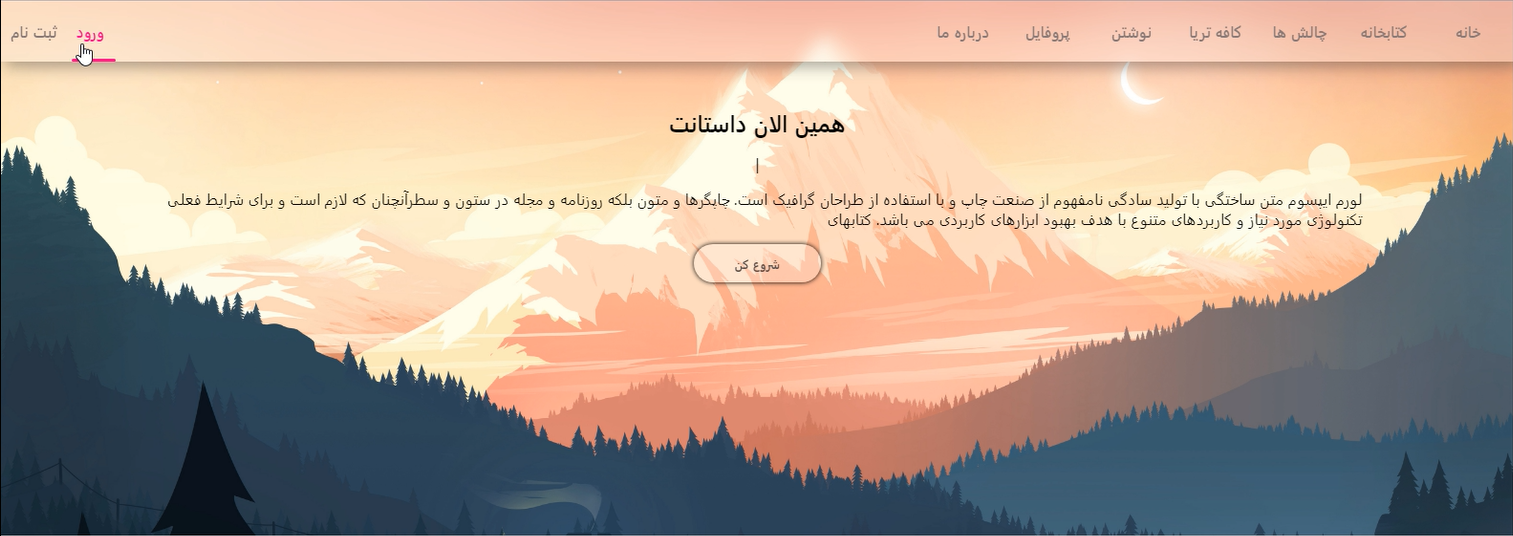 خانه
کتابخانه
چالش ها
کافه تریا
نوشتن
پروفایل
درباره ما
ورود
ثبت نام
همین الان داستانت
لورم ایپسوم متن ساختگی با تولید سادگی نامفهوم از صنعت چاپ و با استفاده از طراحان گرافیک است. چاپگرها و متون بلکه روزنامه و مجله در ستون و سطرآنچنان که لازم است و برای شرایط فعلی
تکنولوژی مورد نیاز و کاربردهای متنوع با هدف بهبود ابزارهای کاربردی می باشد. کتابهای
شروع کن